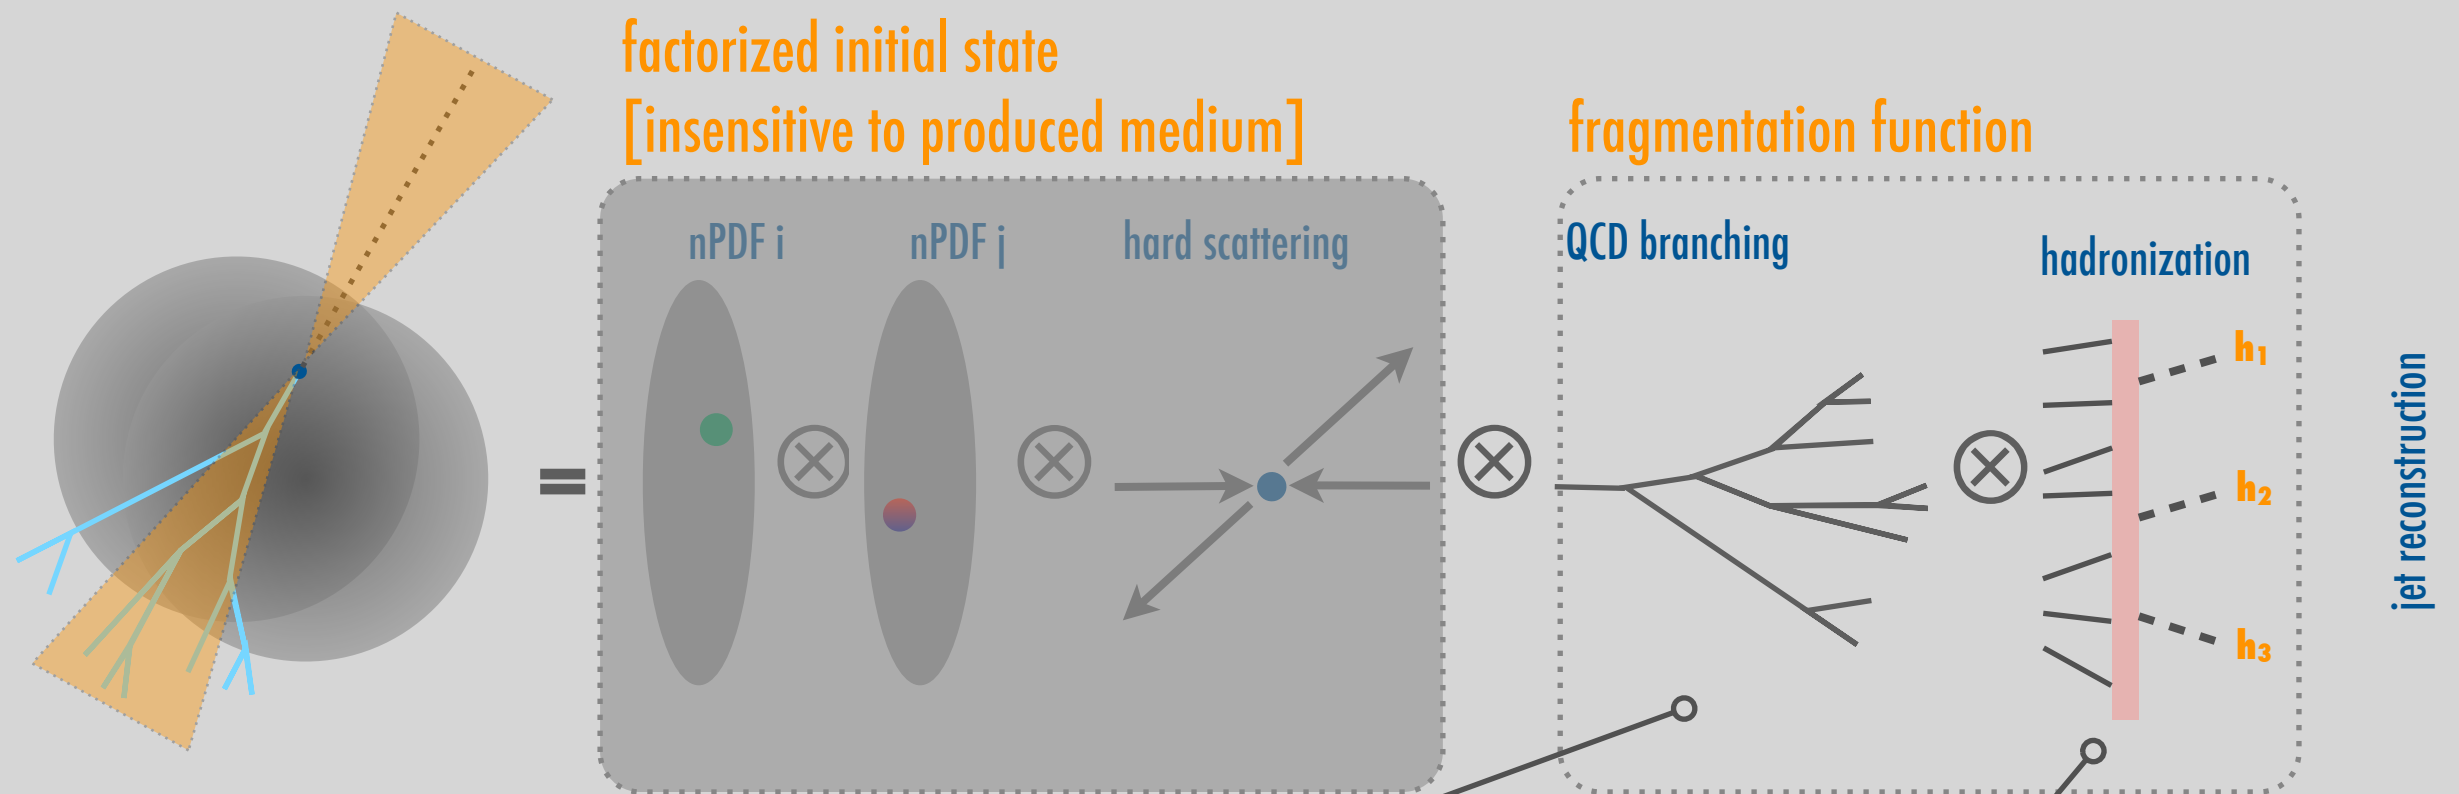 factorized initial state
[insensitive to produced medium]
fragmentation function
nPDF i
nPDF j
hard scattering
QCD branching
hadronization
=
h1
h2
h3
jet reconstruction